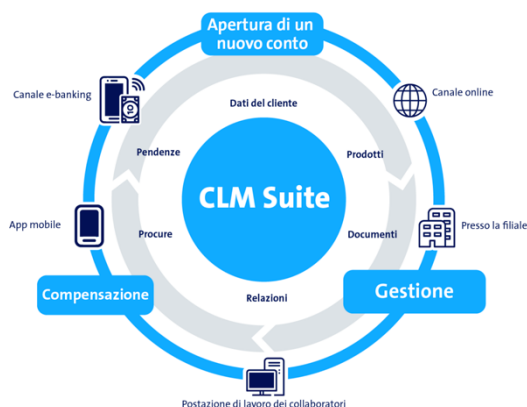 Apertura di un
nuovo conto
Canale e-banking
Canale online
Dati del cliente
Pendenze
Prodotti
CLM Suite
App mobile
Procure
Documenti
Presso la filiale
Relazioni
Compensazione
Gestione
Postazione di lavoro dei collaboratori